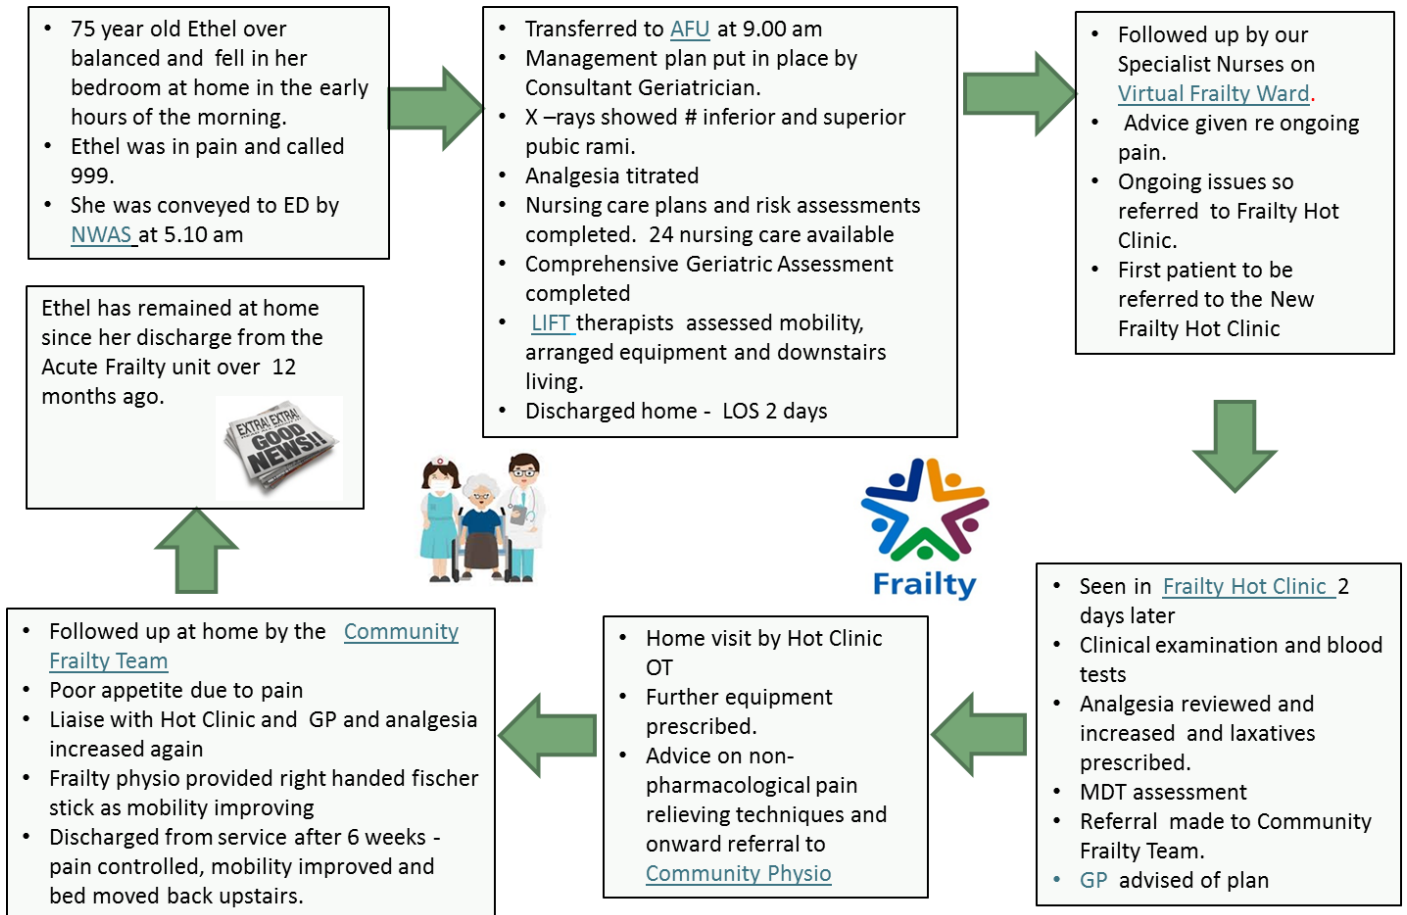 • 75 year old Ethel over
balanced and fell in her
bedroom at home in the early
hours of the morning.
• Ethel was in pain and called
999.
• She was conveyed to ED by
NWAS at 5.10 am
• Transferred to AFU at 9.00 am
• Management plan put in place by
Consultant Geriatrician.
• X –rays showed # inferior and superior
pubic rami.
• Analgesia titrated
• Nursing care plans and risk assessments
completed. 24 nursing care available
• Comprehensive Geriatric Assessment
completed
• LIFT therapists assessed mobility,
arranged equipment and downstairs
living.
• Discharged home - LOS 2 days
• Followed up by our
Specialist Nurses on
Virtual Frailty Ward.
• Advice given re ongoing
pain.
• Ongoing issues so
referred to Frailty Hot
Clinic.
• First patient to be
referred to the New
Frailty Hot Clinic
• Seen in Frailty Hot Clinic 2
days later
• Clinical examination and blood
tests
• Analgesia reviewed and
increased and laxatives
prescribed.
• MDT assessment
• Referral made to Community
Frailty Team.
• GP advised of plan
• Home visit by Hot Clinic
OT
• Further equipment
prescribed.
• Advice on non-
pharmacological pain
relieving techniques and
onward referral to
Community Physio
• Followed up at home by the Community
Frailty Team
• Poor appetite due to pain
• Liaise with Hot Clinic and GP and analgesia
increased again
• Frailty physio provided right handed fischer
stick as mobility improving
• Discharged from service after 6 weeks -
pain controlled, mobility improved and
bed moved back upstairs.
Ethel has remained at home
since her discharge from the
Acute Frailty unit over 12
months ago.
EXTRA! EXTRA!
GOOD
NEWS!!
Frailty